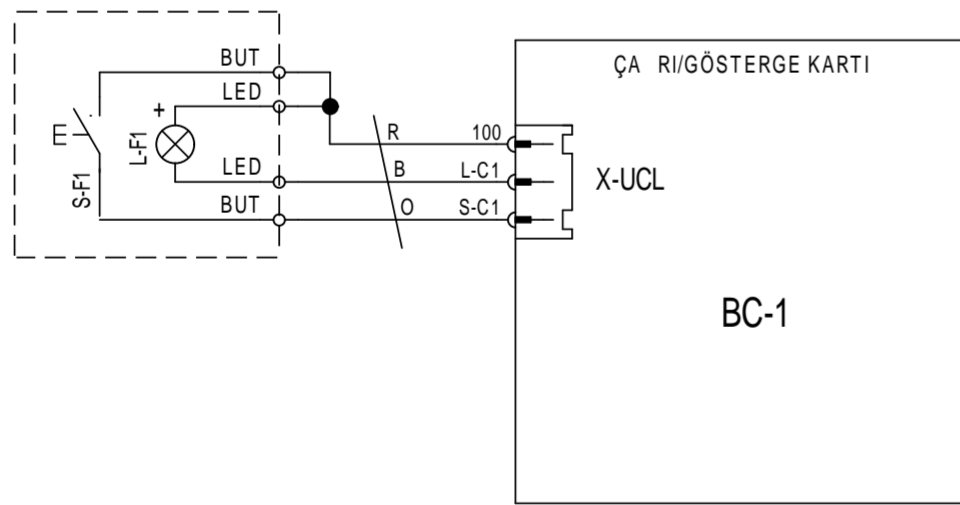 ÇA RI/GÖSTERGE KARTI
BUT
LED
+
L-F1
S-F1
LED
BUT
R
100
B
L-C1
O
S-C1
X-UCL
BC-1